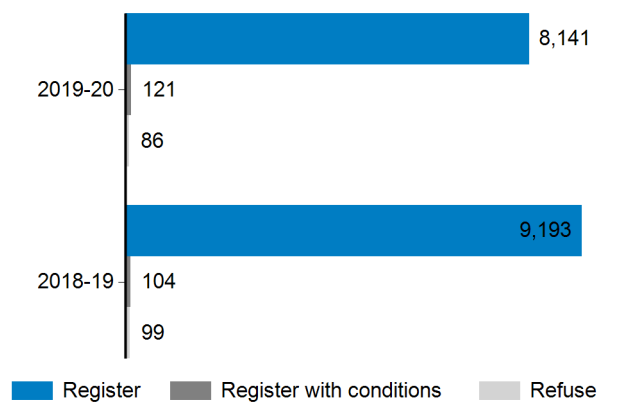 8,141
2019-20
121
86
9,193
2018-19
104
99
Register
Register with conditions
Refuse